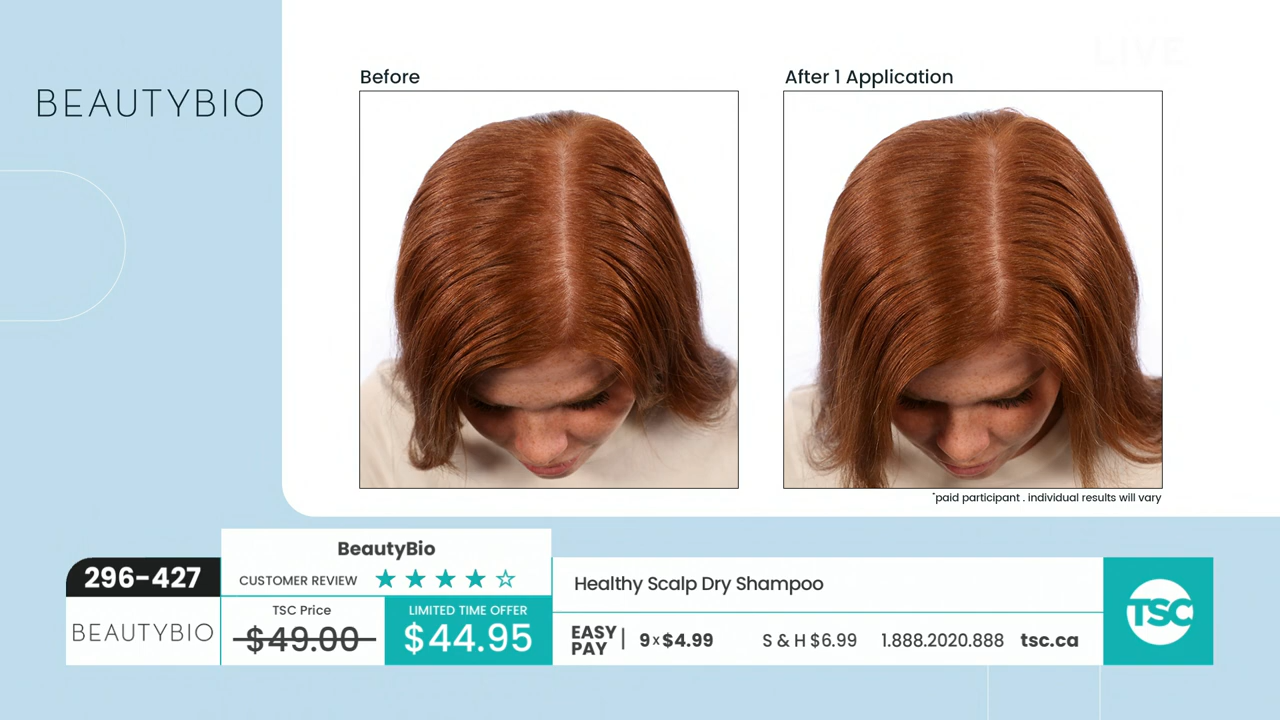 LIVE
BEAUTYBIO
Before
After 1 Application
*paid participant . individual results will vary
296-427
BEAUTYBIO
BeautyBio
CUSTOMER REVIEW
TSC Price
$49.00
LIMITED TIME OFFER
$44.95
Healthy Scalp Dry Shampoo
EASY PAY | 9x$4.99 S & H $6.99 1.888.2020.888 tsc.ca
TSC